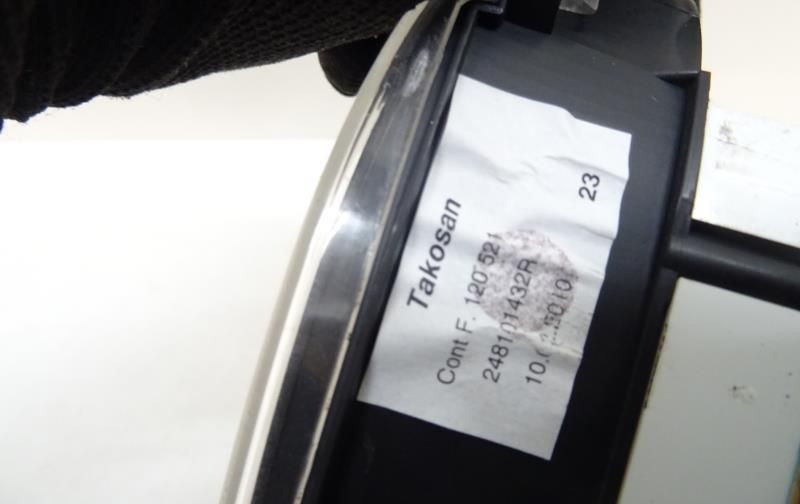 Takosan
Cont F. 120 521
248101432R
23